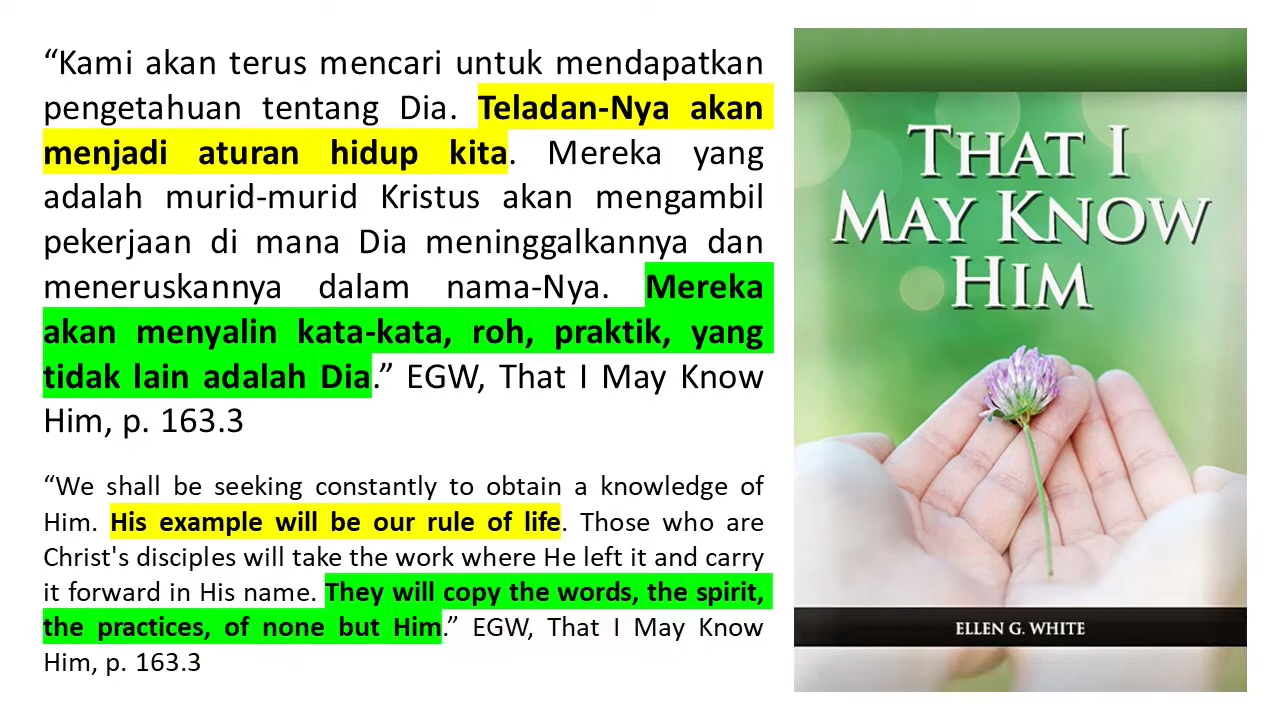 “Kami akan terus mencari untuk mendapatkan
pengetahuan tentang Dia. Teladan-Nya akan
menjadi aturan hidup kita. Mereka yang
adalah murid-murid Kristus akan mengambil
pekerjaan di mana Dia meninggalkannya dan
meneruskannya dalam nama-Nya. Mereka
akan menyalin kata-kata, roh, praktik, yang
tidak lain adalah Dia.” EGW, That I May Know
Him, p. 163.3
“We shall be seeking constantly to obtain a knowledge of
Him. His example will be our rule of life. Those who are
Christ's disciples will take the work where He left it and carry
it forward in His name. They will copy the words, the spirit,
the practices, of none but Him.” EGW, That I May Know
Him, p. 163.3
THAT I
MAY KNOW
HIM
ELLEN G. WHITE